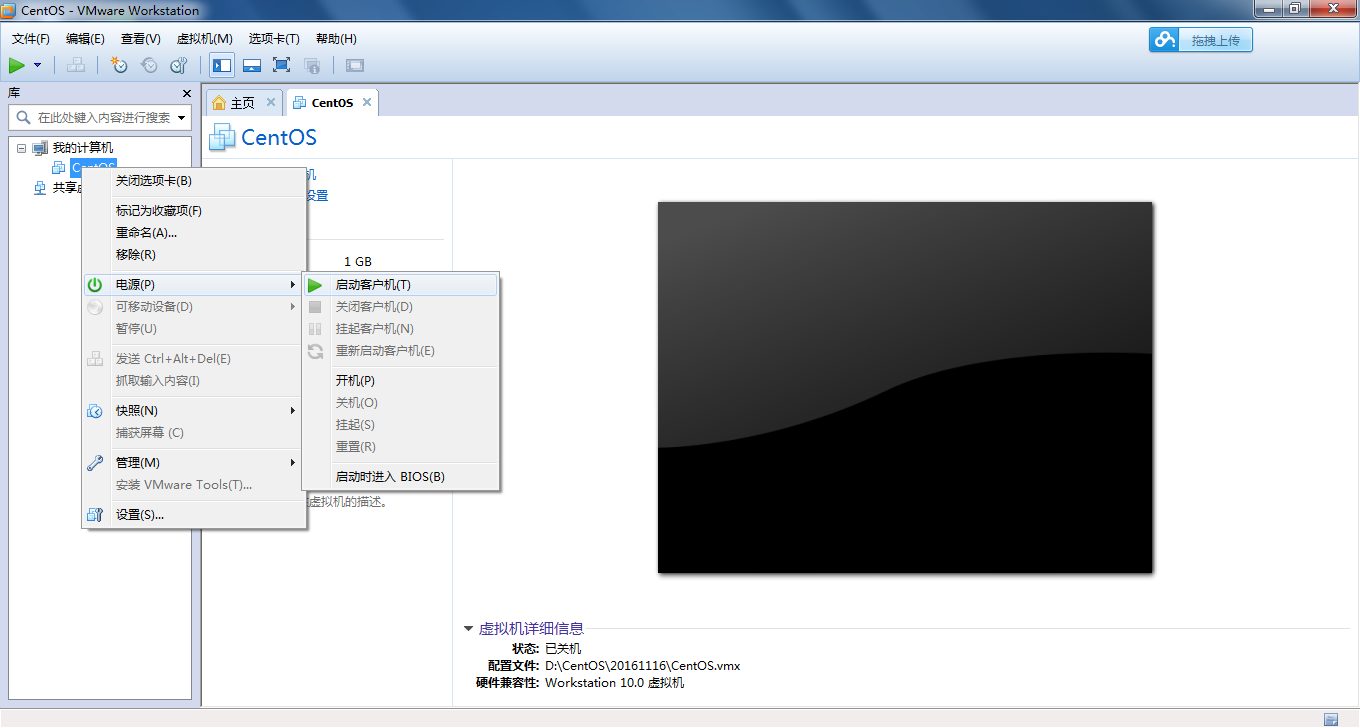 CentOS - VMware Workstation
文件(F) 编辑(E) 查看(V) 虚拟机(M) 选项卡(T) 帮助(H)
拖拽上传
库
在此处键入内容进行搜索
我的计算机
CentOS
共享
主页
CentOS
CentOS
机
设置
1 GB
虚拟机的描述。
关闭选项卡(B)
标记为收藏项(F)
重命名(A)...
移除(R)
电源(P)
可移动设备(D)
暂停(U)
发送 Ctrl+Alt+Del(E)
抓取输入内容(I)
快照(N)
捕获屏幕 (C)
管理(M)
安装 VMware Tools(T)...
设置(S)...
启动客户机(T)
关闭客户机(D)
挂起客户机(N)
重新启动客户机(E)
开机(P)
关机(O)
挂起(S)
重置(R)
启动时进入 BIOS(B)
虚拟机详细信息
状态: 已关机
配置文件: D:\CentOS\20161116\CentOS.vmx
硬件兼容性: Workstation 10.0 虚拟机